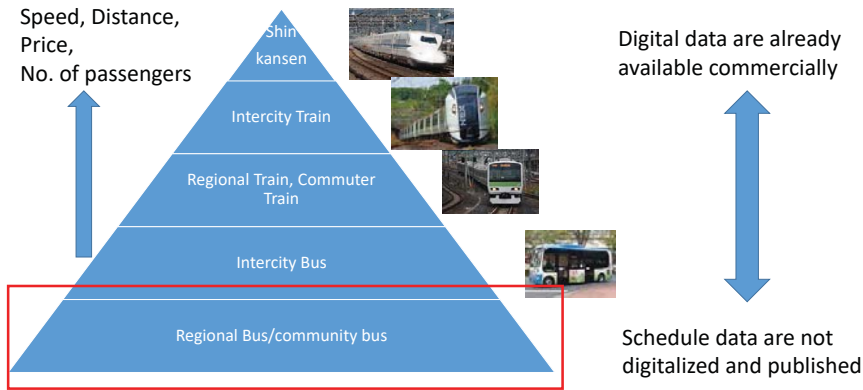 Speed, Distance,
Price,
No. of passengers
Shin
kansen
Intercity Train
Regional Train, Commuter
Train
Intercity Bus
Regional Bus/community bus
Digital data are already
available commercially
Schedule data are not
digitalized and published